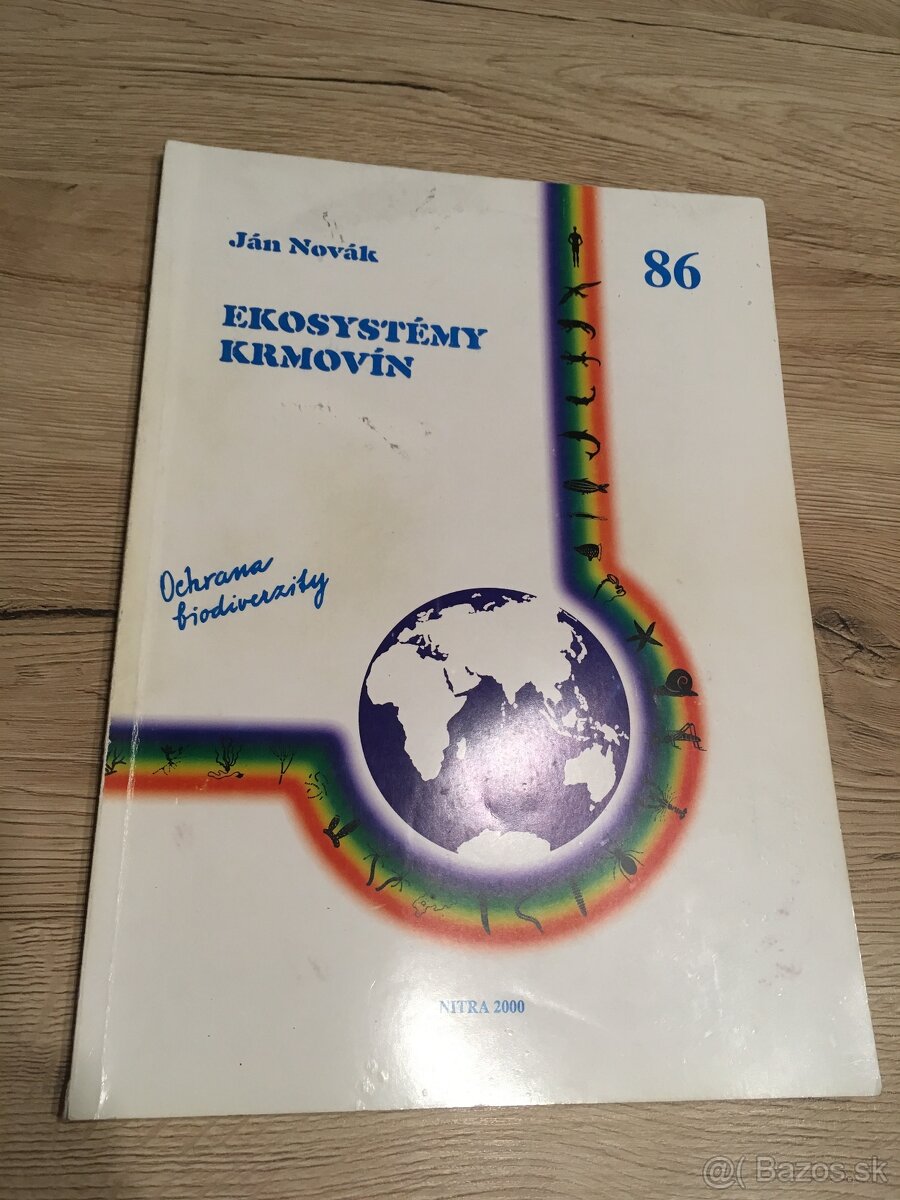 Ján Novák
86
EKOSYSTÉMY
KRMOVÍN
Ochrana
biodiverzity
NITRA 2000
@( Bazos.sk